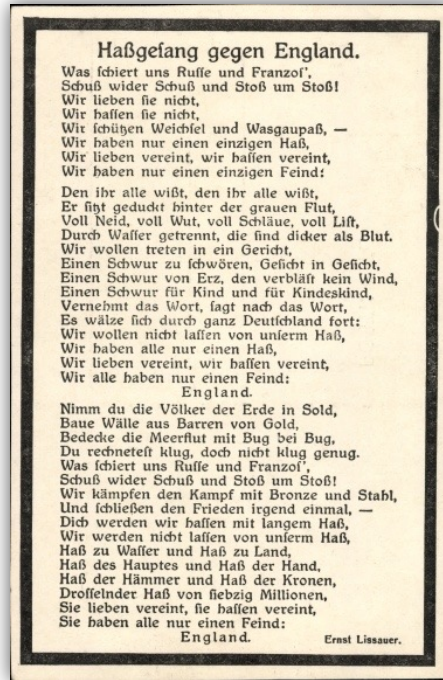 Haßgeſang gegen England.
Was ſchiert uns Ruſſe und Franzoſ',
Schuß wider Schuß und Stoß um Stoß!
Wir lieben ſie nicht,
Wir haſſen ſie nicht,
Wir ſchützen Weichſel und Wasgaupaß, —
Wir haben nur einen einzigen Haß,
Wir lieben vereint, wir haſſen vereint,
Wir haben nur einen einzigen Feind:
Den ihr alle wißt, den ihr alle wißt,
Er ſitzt geduckt hinter der grauen Flut,
Voll Neid, voll Wut, voll Schläue, voll Liſt,
Durch Waſſer getrennt, die ſind dicker als Blut.
Wir wollen treten in ein Gericht,
Einen Schwur zu ſchwören, Geſicht in Geſicht,
Einen Schwur von Erz, den verbläſt kein Wind,
Einen Schwur für Kind und für Kindeskind,
Vernehmt das Wort, ſagt nach das Wort,
Es wälze ſich durch ganz Deutſchland fort:
Wir wollen nicht laſſen von unſerm Haß,
Wir haben alle nur einen Haß,
Wir lieben vereint, wir haſſen vereint,
Wir alle haben nur einen Feind:
England.
Nimm du die Völker der Erde in Sold,
Baue Wälle aus Barren von Gold,
Bedecke die Meerflut mit Bug bei Bug,
Du rechneteſt klug, doch nicht klug genug.
Was ſchiert uns Ruſſe und Franzoſ',
Schuß wider Schuß und Stoß um Stoß!
Wir kämpfen den Kampf mit Bronze und Stahl,
Und ſchließen den Frieden irgend einmal, —
Dich werden wir haſſen mit langem Haß,
Wir werden nicht laſſen von unſerm Haß,
Haß zu Waſſer und Haß zu Land,
Haß des Hauptes und Haß der Hand,
Haß der Hämmer und Haß der Kronen,
Droſſelnder Haß von ſiebzig Millionen,
Sie lieben vereint, ſie haſſen vereint,
Sie haben alle nur einen Feind:
England.
Ernst Lissauer.